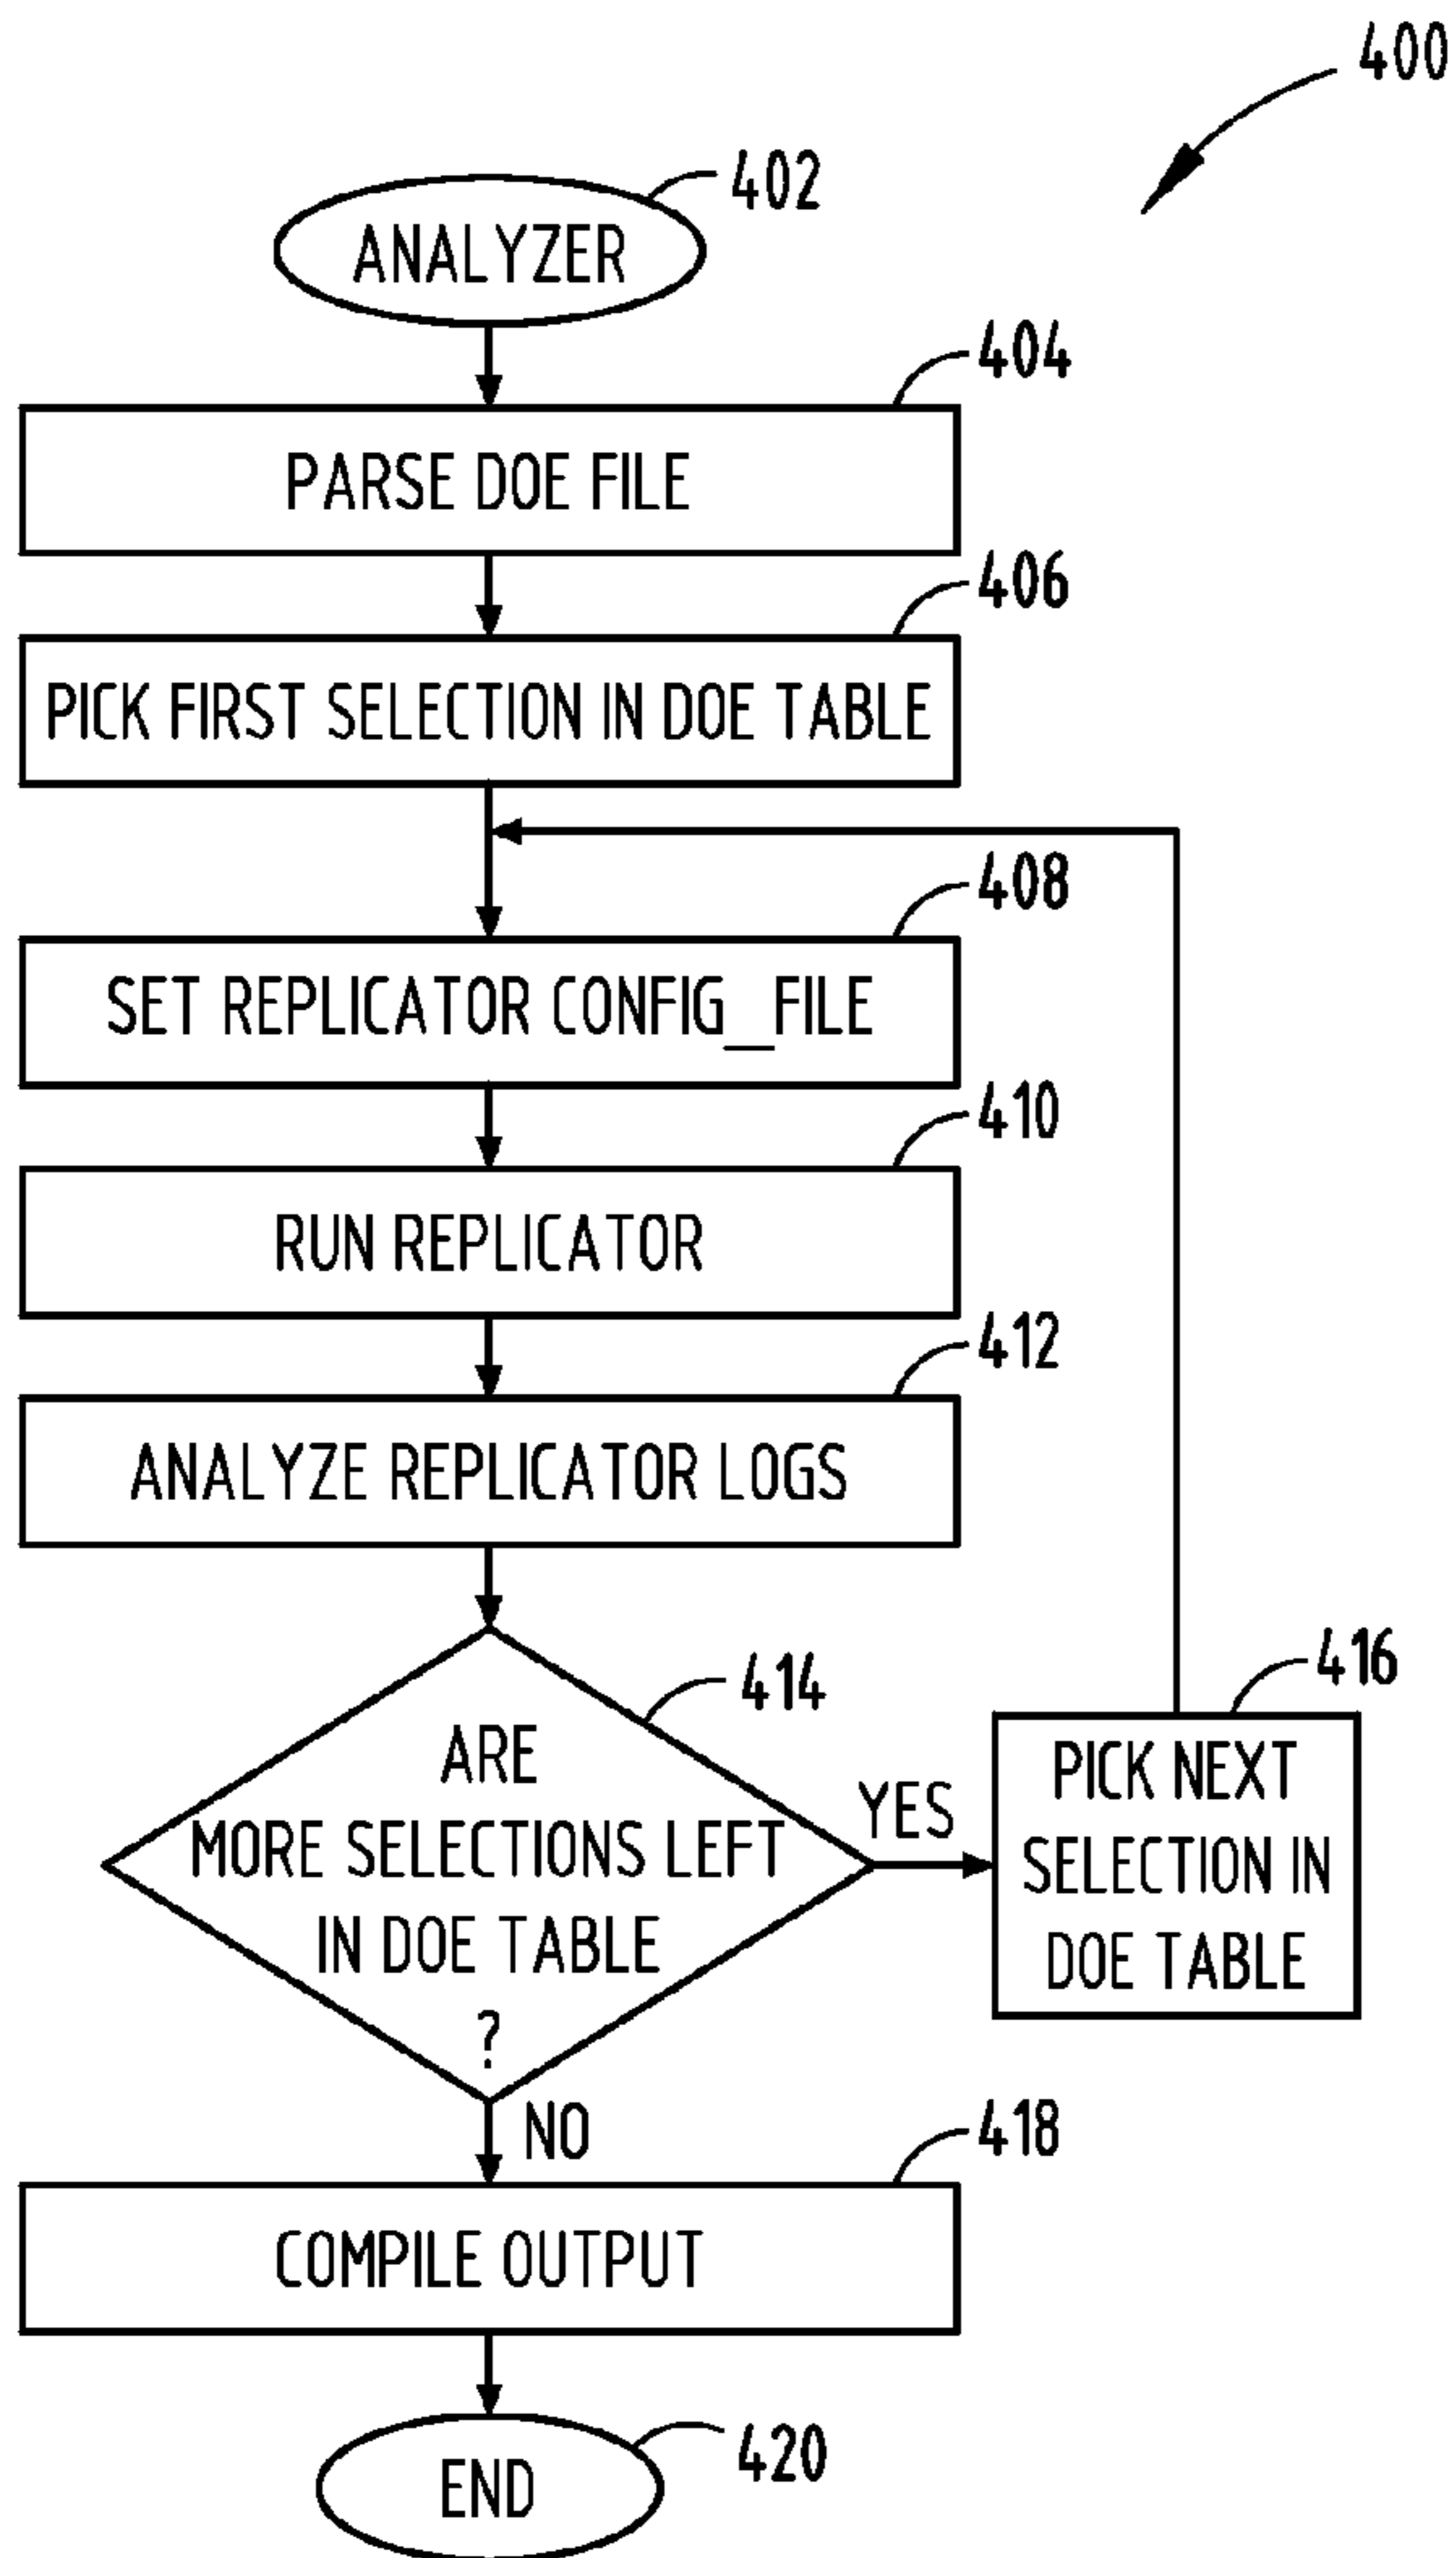 400
402
ANALYZER
404
PARSE DOE FILE
406
PICK FIRST SELECTION IN DOE TABLE
408
SET REPLICATOR CONFIG_FILE
410
RUN REPLICATOR
412
ANALYZE REPLICATOR LOGS
414
ARE
MORE SELECTIONS LEFT
IN DOE TABLE
?
YES
416
PICK NEXT
SELECTION IN
DOE TABLE
NO
418
COMPILE OUTPUT
420
END